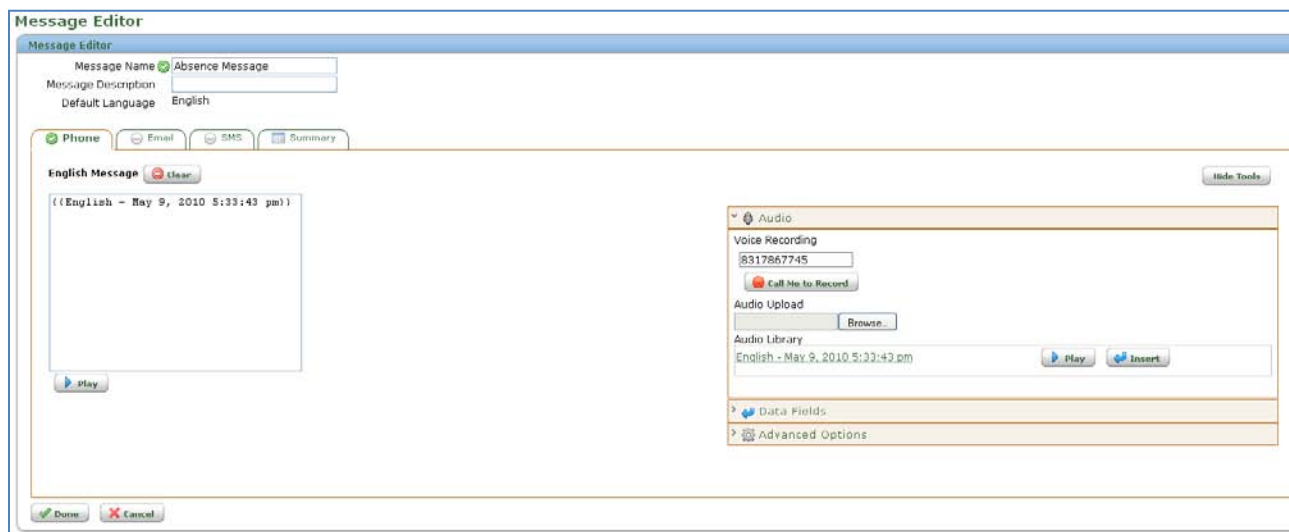 Message Editor
Message Editor
Message Name Absence Message
Message Description
Default Language English
Phone Email SMS Summary
English Message Clear
Hide Tools
((English - May 9, 2010 5:33:43 pm))
Audio
Voice Recording
8317867745
Call Me to Record
Audio Upload
Browse...
Audio Library
English - May 9, 2010 5:33:43 pm Play Insert
Play
Data Fields
Advanced Options
Done Cancel